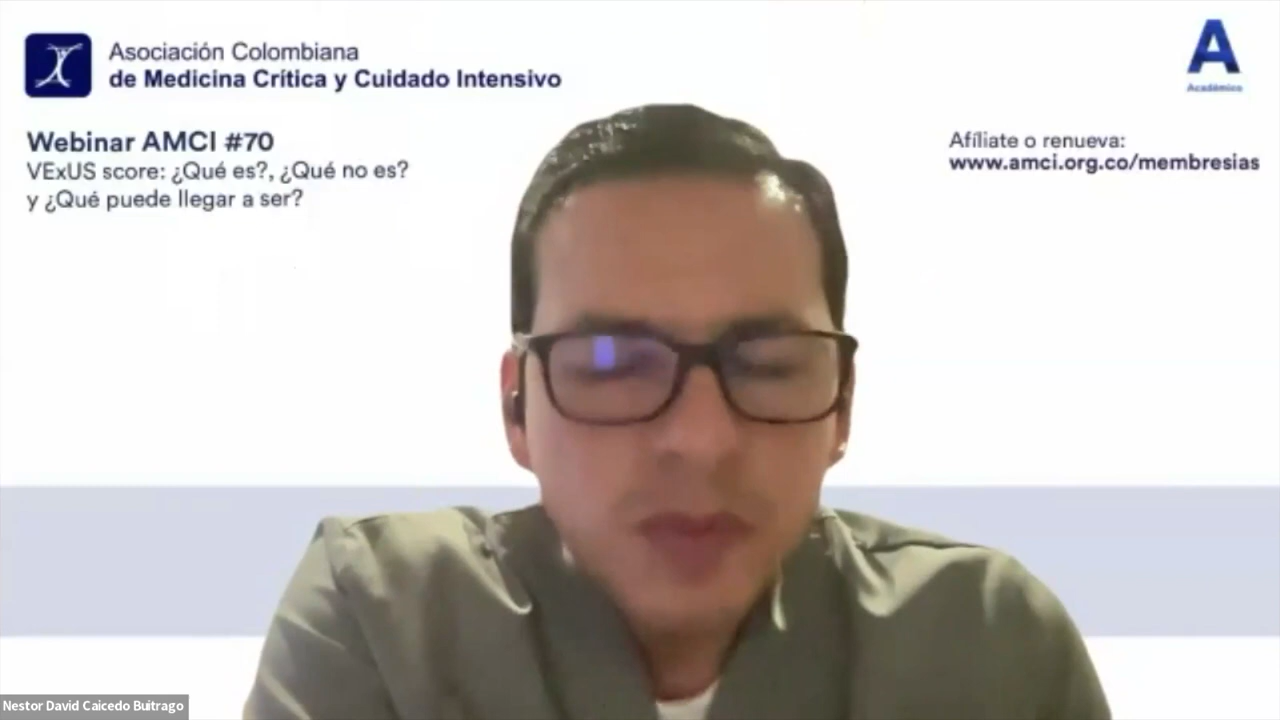 Asociación Colombiana
de Medicina Crítica y Cuidado Intensivo
A
Académico
Webinar AMCI #70
VExUS score: ¿Qué es?, ¿Qué no es?
y ¿Qué puede llegar a ser?
Afíliate o renueva:
www.amci.org.co/membresias
Nestor David Caicedo Buitrago